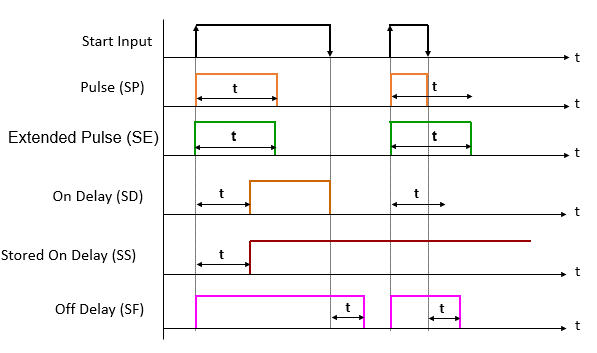 Start Input
t
Pulse (SP)
t
t
t
Extended Pulse (SE)
t
t
t
On Delay (SD)
t
t
t
Stored On Delay (SS)
t
t
Off Delay (SF)
t
t
t